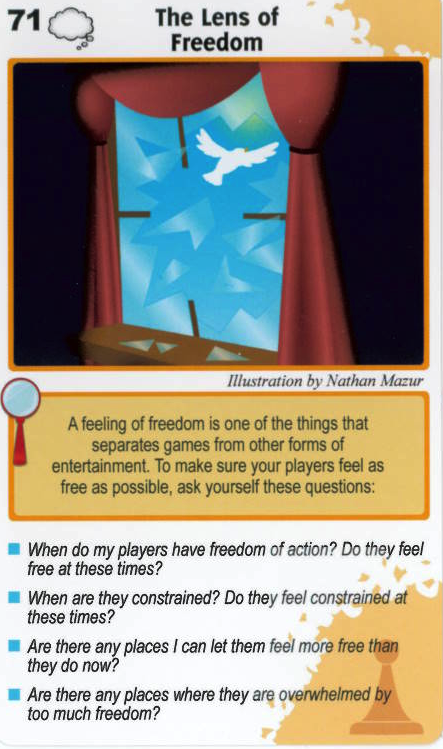 71
The Lens of
Freedom
Illustration by Nathan Mazur
A feeling of freedom is one of the things that
separates games from other forms of
entertainment. To make sure your players feel as
free as possible, ask yourself these questions:
When do my players have freedom of action? Do they feel
free at these times?
When are they constrained? Do they feel constrained at
these times?
Are there any places I can let them feel more free than
they do now?
Are there any places where they are overwhelmed by
too much freedom?